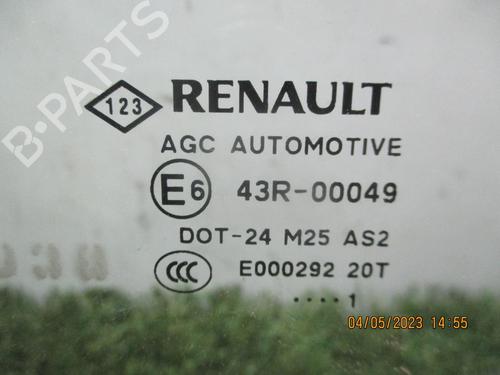 B-PARTS
123 RENAULT
AGC AUTOMOTIVE
E6 43R-00049
DOT-24 M25 AS2
CCC E000292 20T
.... 1
04/05/2023 14:55